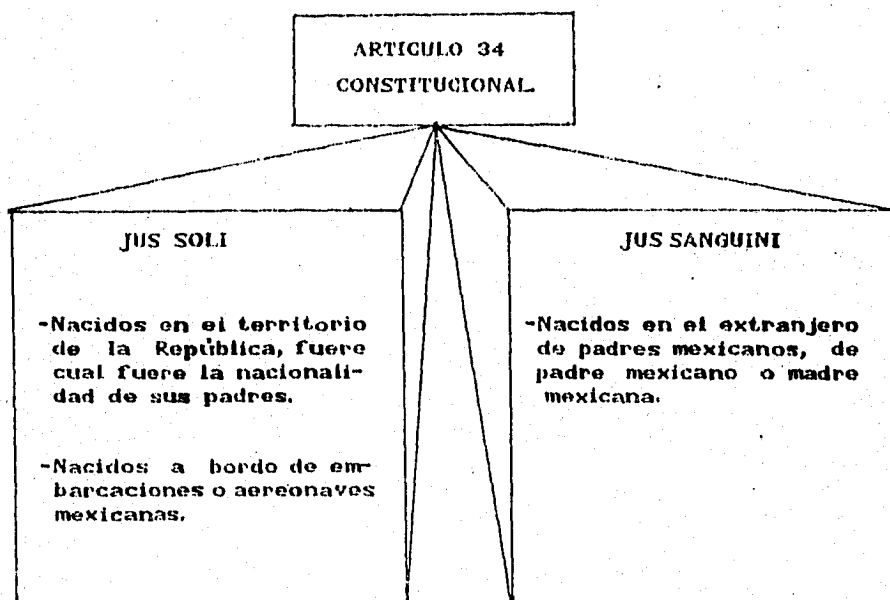 ARTICULO 34
CONSTITUCIONAL.
JUS SOLI
-Nacidos en el territorio
de la República, fuere
cual fuere la nacionali-
dad de sus padres.
-Nacidos a bordo de em-
barcaciones o aereonaves
mexicanas.
JUS SANGUINI
-Nacidos en el extranjero
de padres mexicanos, de
padre mexicano o madre
mexicana.